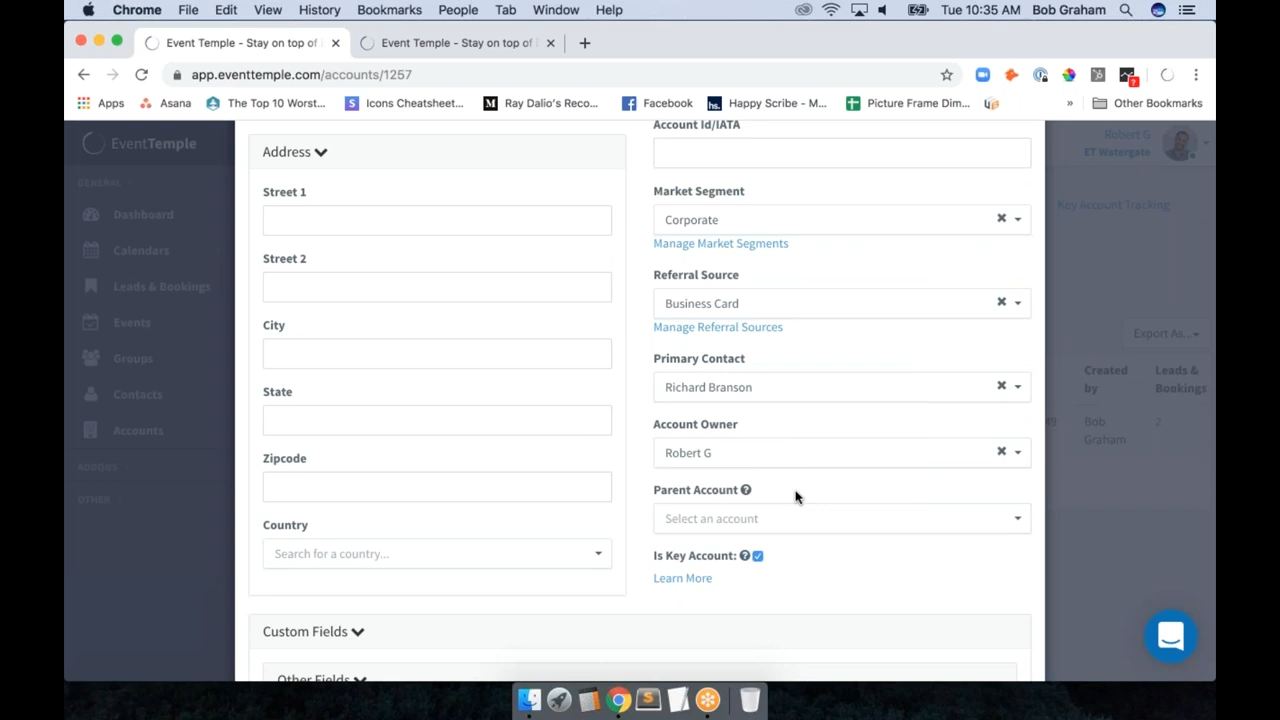 Chrome File Edit View History Bookmarks People Tab Window Help Tue 10:35 AM Bob Graham
Event Temple - Stay on top of Event Temple - Stay on top of
app.eventtemple.com/accounts/1257
Apps Asana The Top 10 Worst... Icons Cheatsheet... Ray Dalio's Reco... Facebook Happy Scribe - M... Picture Frame Dim... » Other Bookmarks
EventTemple
GENERAL
Dashboard
Calendars
Leads & Bookings
Events
Groups
Contacts
Accounts
ADDONS
OTHER
Address
Street 1
Street 2
City
State
Zipcode
Country
Search for a country...
Custom Fields
Other Fields
Account Id/IATA
Market Segment
Corporate
Manage Market Segments
Referral Source
Business Card
Manage Referral Sources
Primary Contact
Richard Branson
Account Owner
Robert G
Parent Account
Select an account
Is Key Account:
Learn More
Robert G
ET Watergate
Key Account Tracking
Export As...
Created by
Leads & Bookings
49
Bob Graham
2